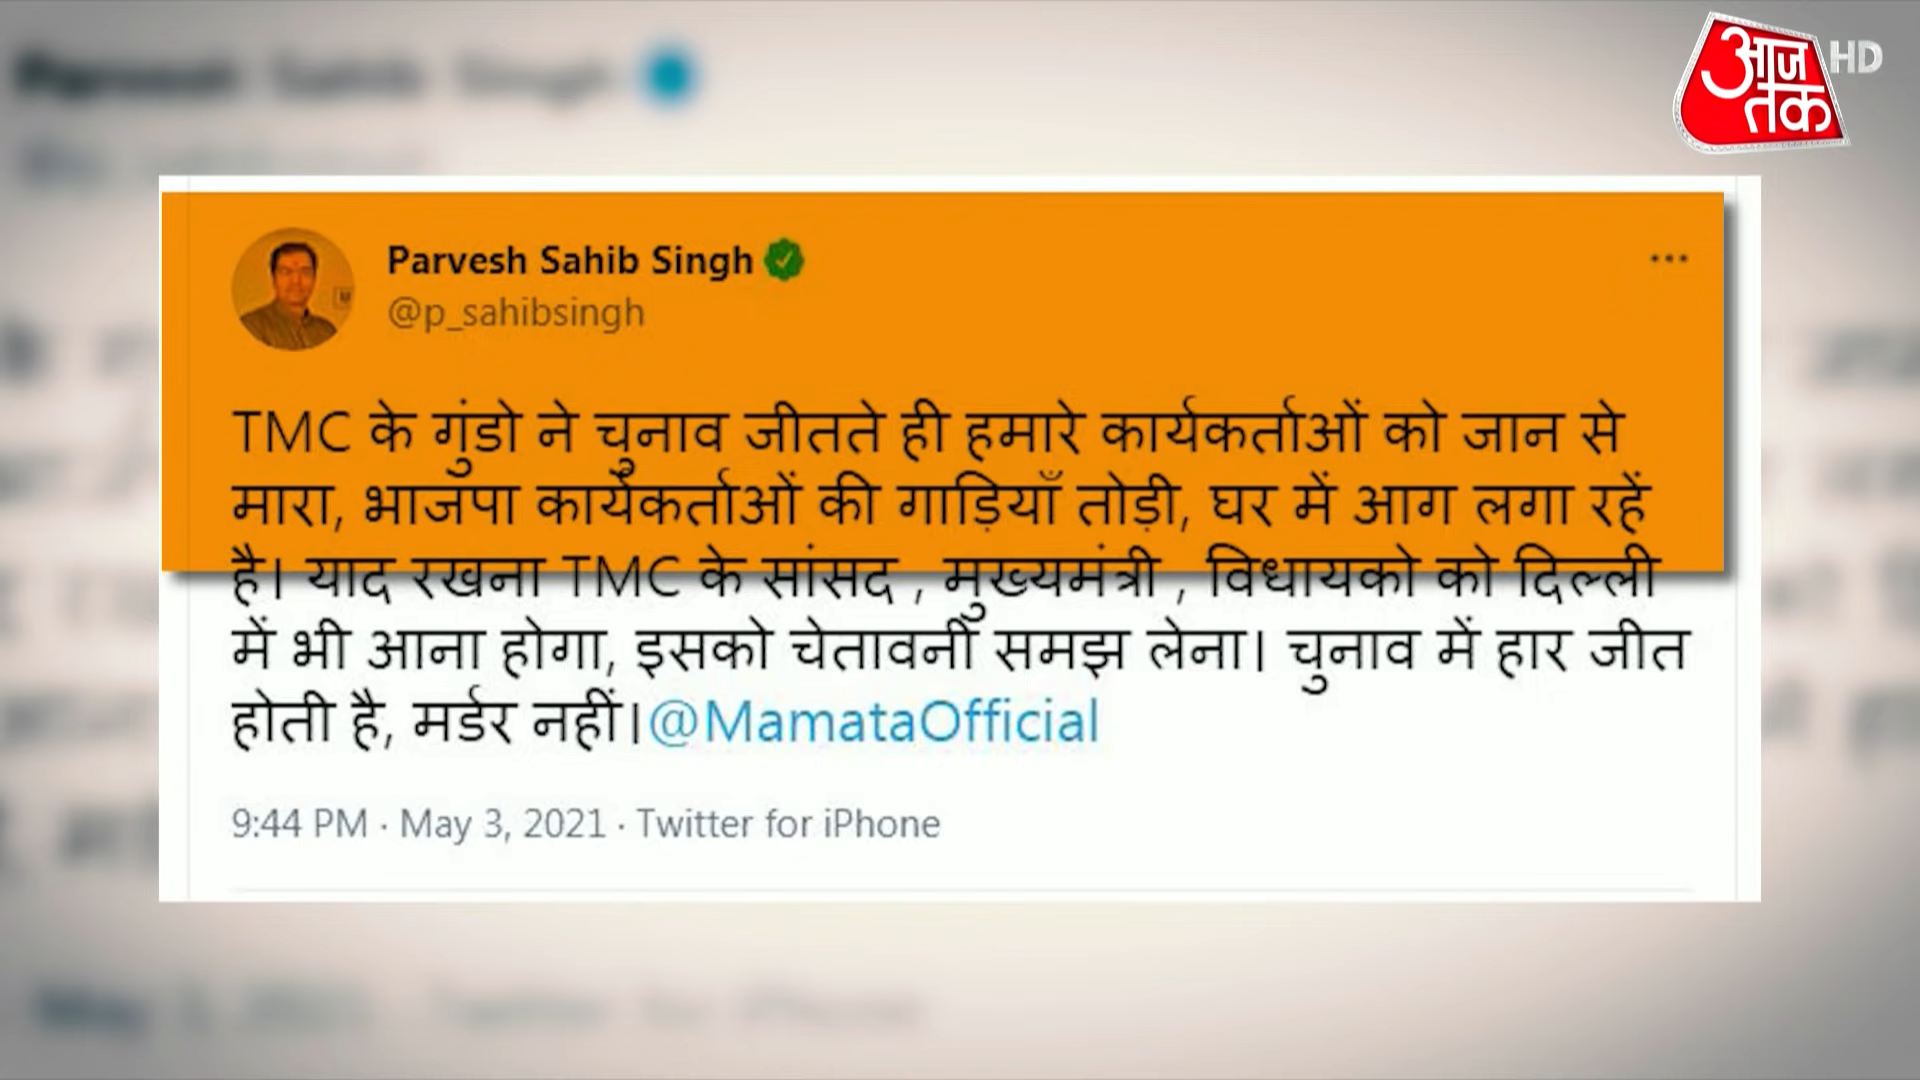 आज तक HD
Parvesh Sahib Singh
@p_sahibsingh
TMC के गुंडो ने चुनाव जीतते ही हमारे कार्यकर्ताओं को जान से
मारा, भाजपा कार्यकर्ताओं की गाड़ियाँ तोड़ी, घर में आग लगा रहें
है। याद रखना TMC के सांसद , मुख्यमंत्री , विधायको को दिल्ली
में भी आना होगा, इसको चेतावनी समझ लेना। चुनाव में हार जीत
होती है, मर्डर नहीं।@MamataOfficial
9:44 PM · May 3, 2021 · Twitter for iPhone